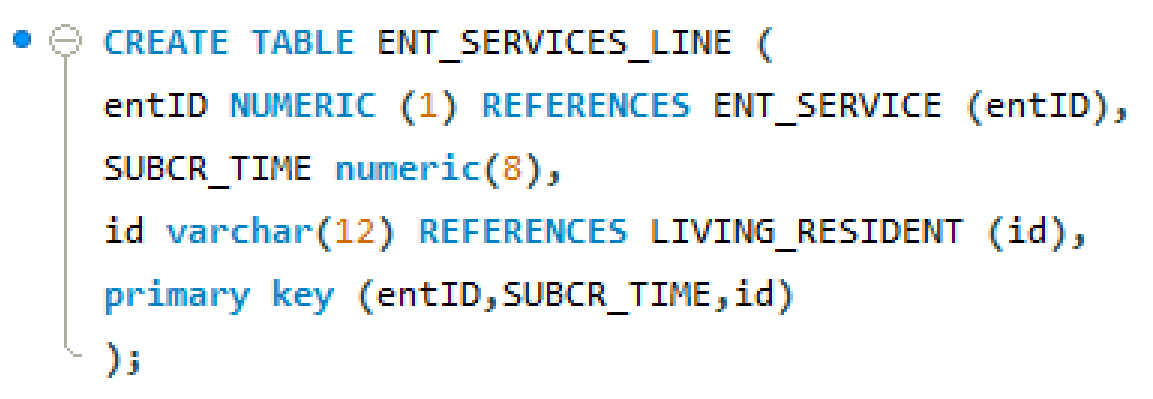 CREATE TABLE ENT_SERVICES_LINE (
entID NUMERIC (1) REFERENCES ENT_SERVICE (entID),
SUBCR_TIME numeric(8),
id varchar(12) REFERENCES LIVING_RESIDENT (id),
primary key (entID,SUBCR_TIME,id)
);